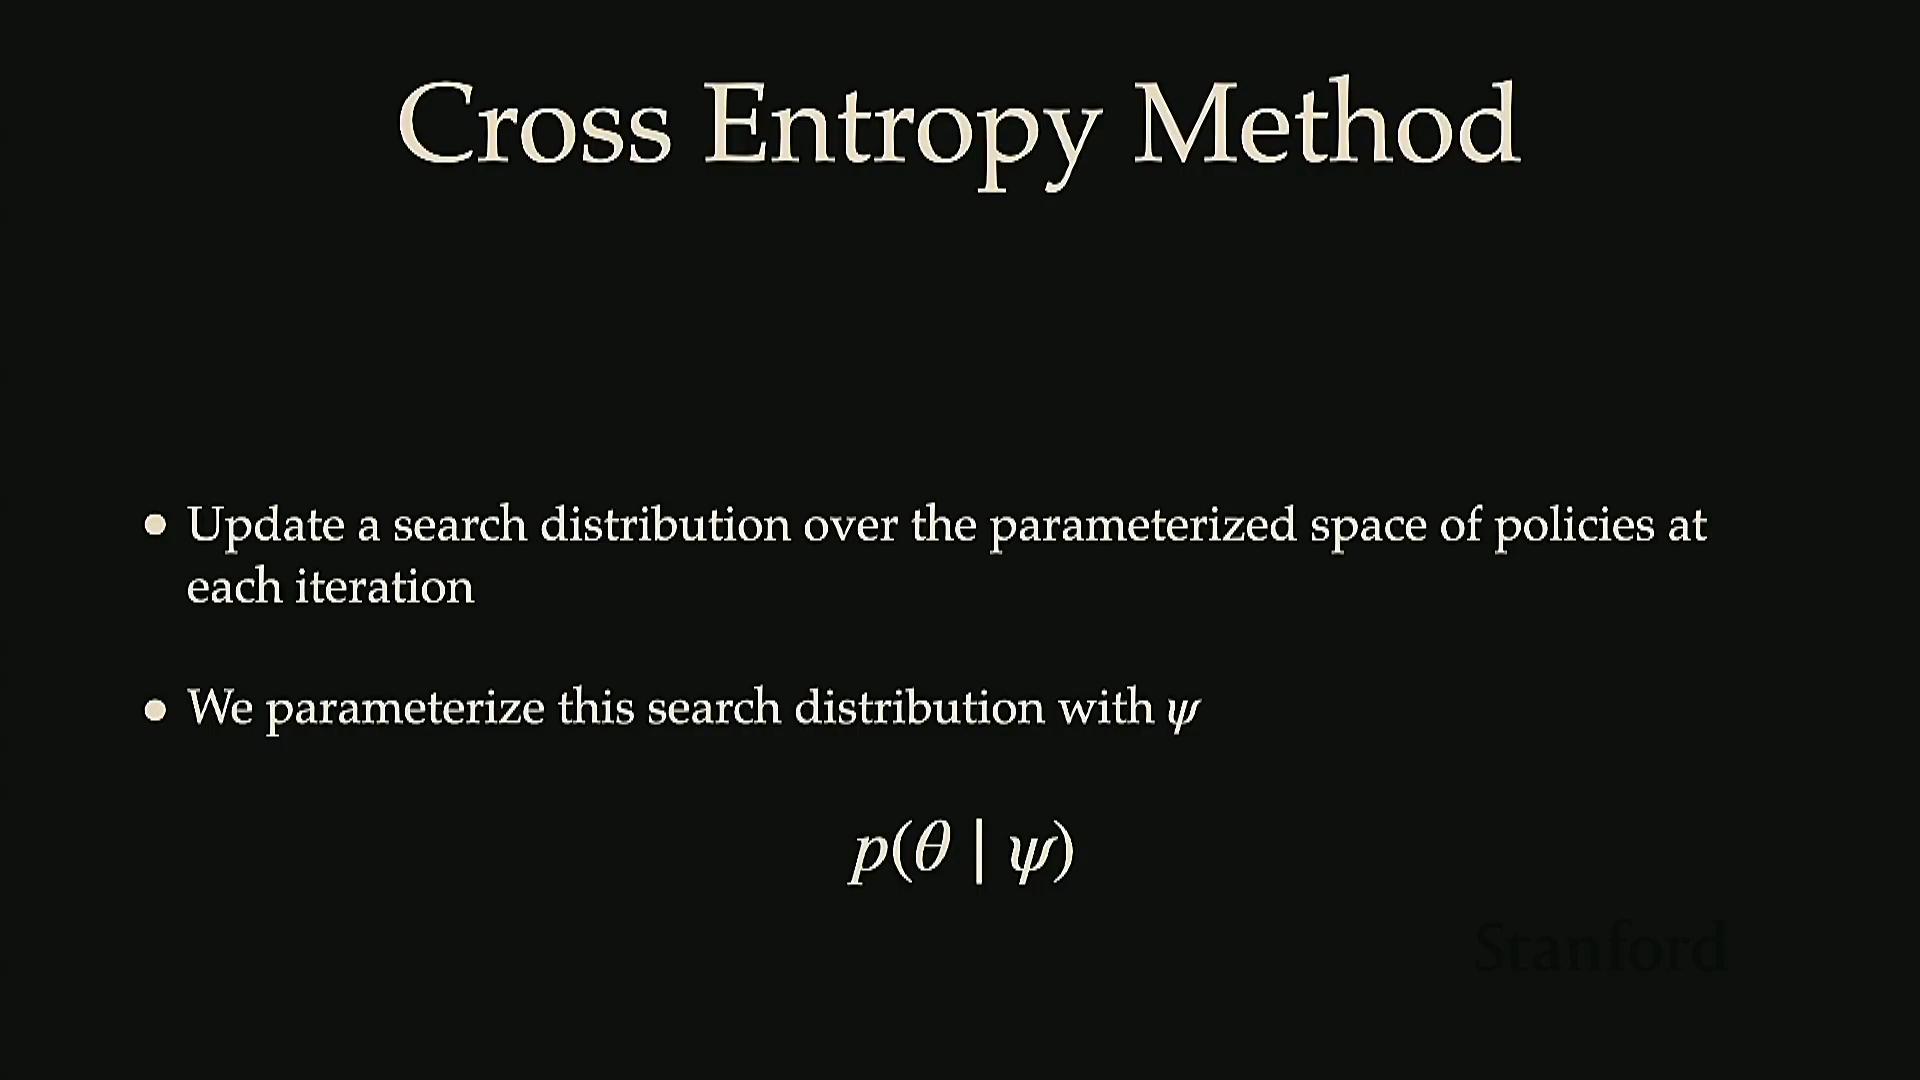 Cross Entropy Method
• Update a search distribution over the parameterized space of policies at
each iteration
• We parameterize this search distribution with ψ
p(θ | ψ)
Stanford